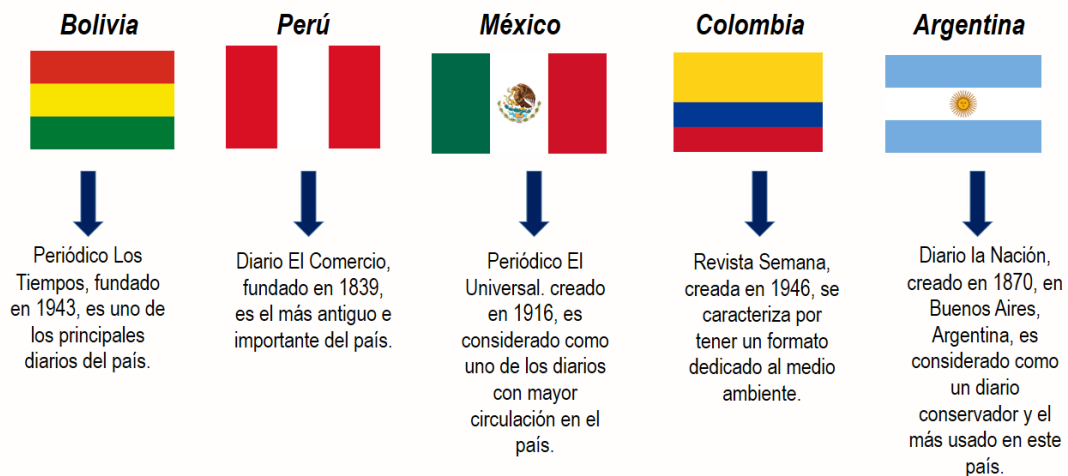 Bolivia
Perú
México
Colombia
Argentina
Periódico Los
Tiempos, fundado
en 1943, es uno de
los principales
diarios del país.
Diario El Comercio,
fundado en 1839,
es el más antiguo e
importante del país.
Periódico El
Universal. creado
en 1916, es
considerado como
uno de los diarios
con mayor
circulación en el
país.
Revista Semana,
creada en 1946, se
caracteriza por
tener un formato
dedicado al medio
ambiente.
Diario la Nación,
creado en 1870, en
Buenos Aires,
Argentina, es
considerado como
un diario
conservador y el
más usado en este
país.